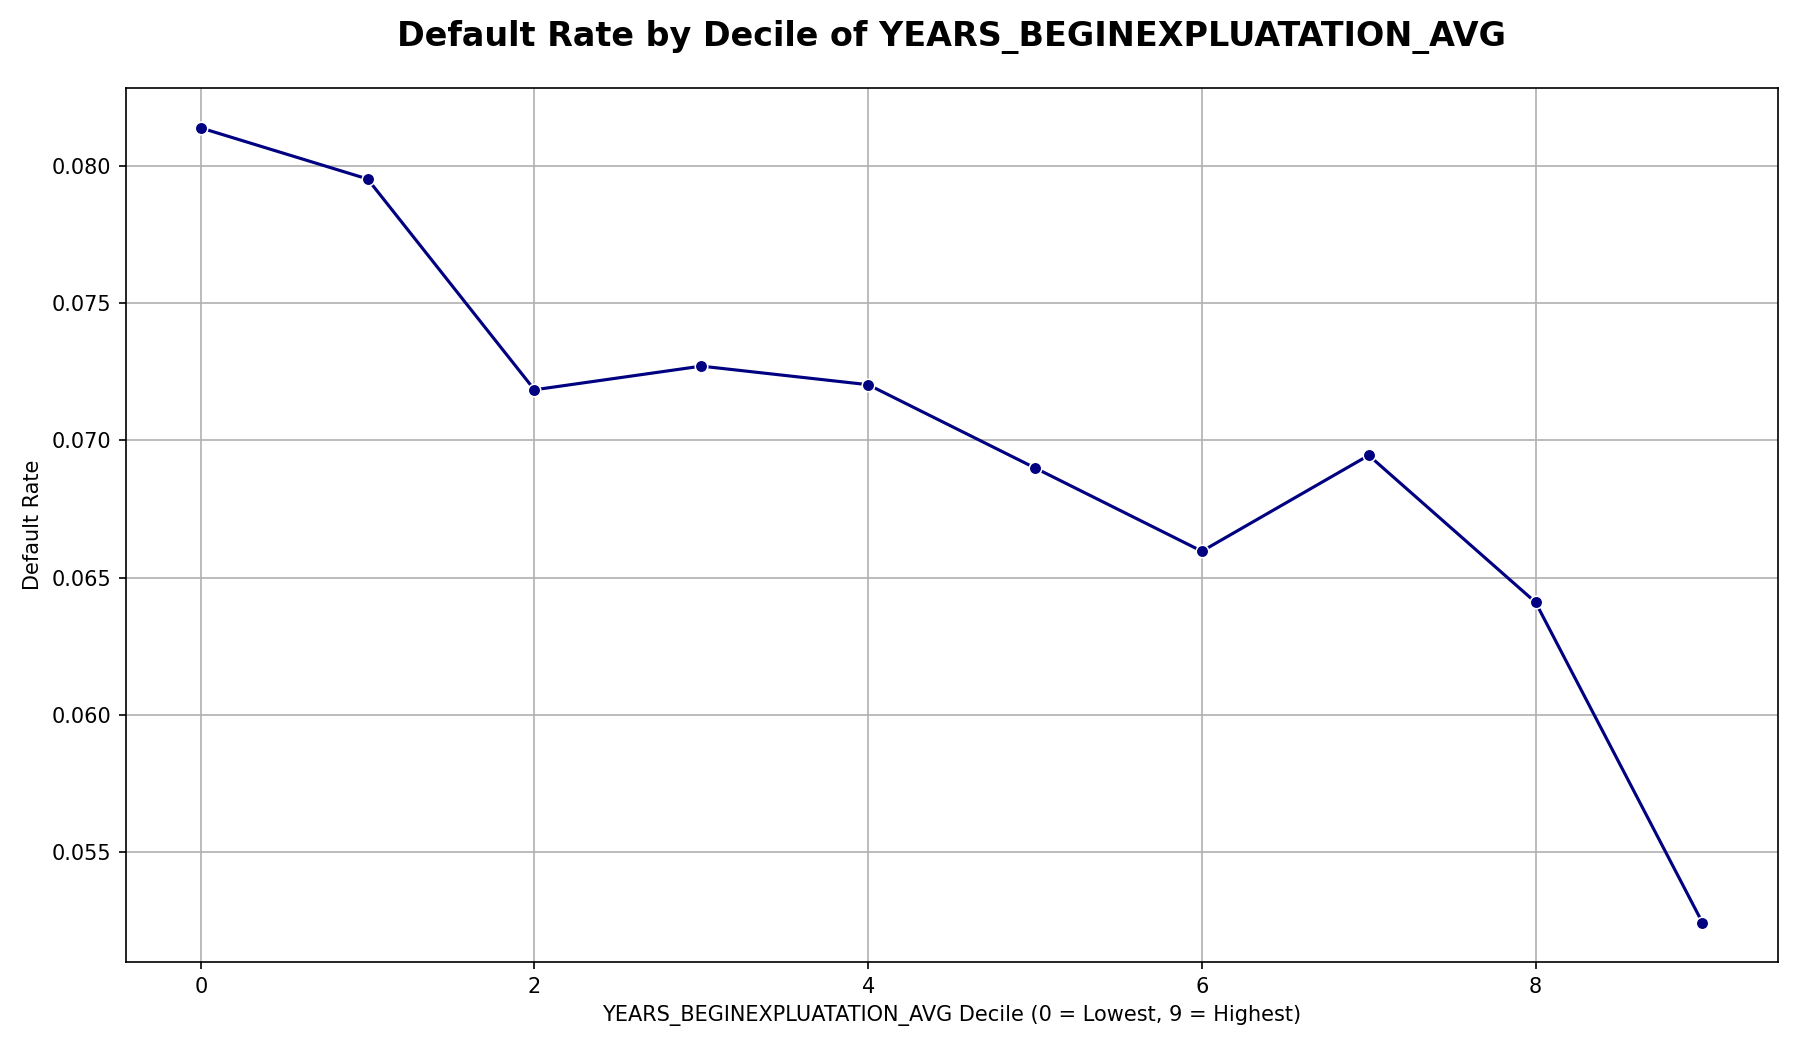 Default Rate by Decile of YEARS_BEGINEXPLUATATION_AVG
0.080
0.075
0.070
0.065
0.060
0.055
Default Rate
0 2 4 6 8
YEARS_BEGINEXPLUATATION_AVG Decile (0 = Lowest, 9 = Highest)